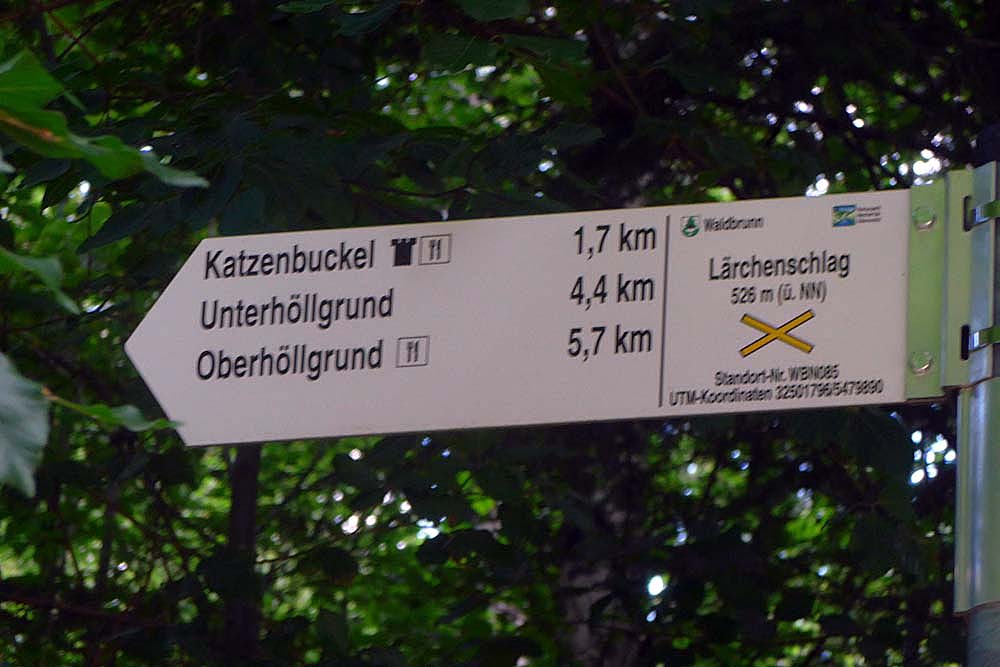 Katzenbuckel 1,7 km
Unterhöllgrund 4,4 km
Oberhöllgrund 5,7 km
Waldbrunn
Lärchenschlag
526 m (ü. NN)
Standort-Nr. WBN085
UTM-Koordinaten 32501796/5479890